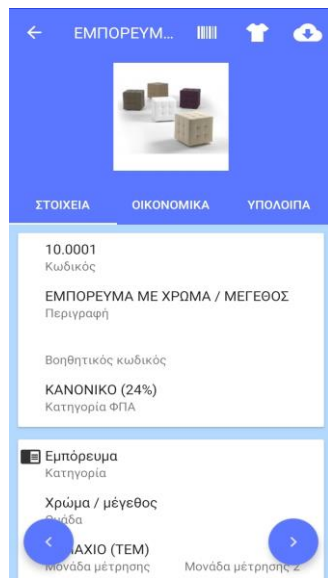 ΕΜΠΟΡΕΥΜ...
ΣΤΟΙΧΕΙΑ ΟΙΚΟΝΟΜΙΚΑ ΥΠΟΛΟΙΠΑ
10.0001
Κωδικός
ΕΜΠΟΡΕΥΜΑ ΜΕ ΧΡΩΜΑ / ΜΕΓΕΘΟΣ
Περιγραφή
Βοηθητικός κωδικός
ΚΑΝΟΝΙΚΟ (24%)
Κατηγορία ΦΠΑ
Εμπόρευμα
Κατηγορία
Χρώμα / μέγεθος
(ΤΕΜ)
Μονάδα μέτρησης Μονάδα μέτρησης 2